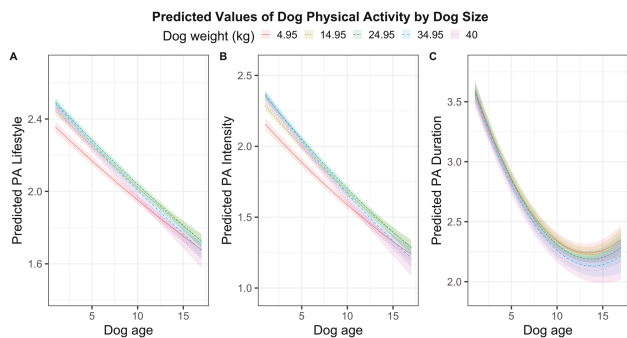 Predicted Values of Dog Physical Activity by Dog Size
Dog weight (kg) 4.95 14.95 24.95 34.95 40
A
Predicted PA Lifestyle
2.4
2.0
1.6
5 10 15
Dog age
B
Predicted PA Intensity
2.5
2.0
1.5
1.0
5 10 15
Dog age
C
Predicted PA Duration
3.5
3.0
2.5
2.0
5 10 15
Dog age